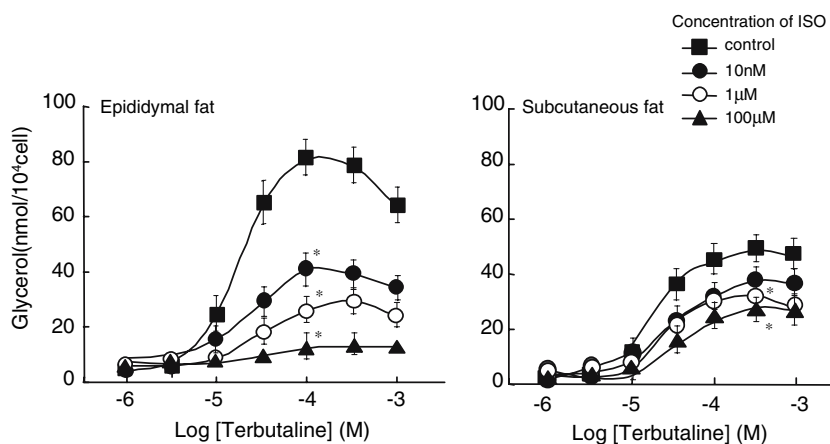 Concentration of ISO
control
10nM
1μM
100μM
Epididymal fat
Subcutaneous fat
Glycerol(nmol/10⁴cell)
100
80
60
40
20
0
-6
-5
-4
-3
Log [Terbutaline] (M)
*
*
*
100
80
60
40
20
0
-6
-5
-4
-3
Log [Terbutaline] (M)
*
*